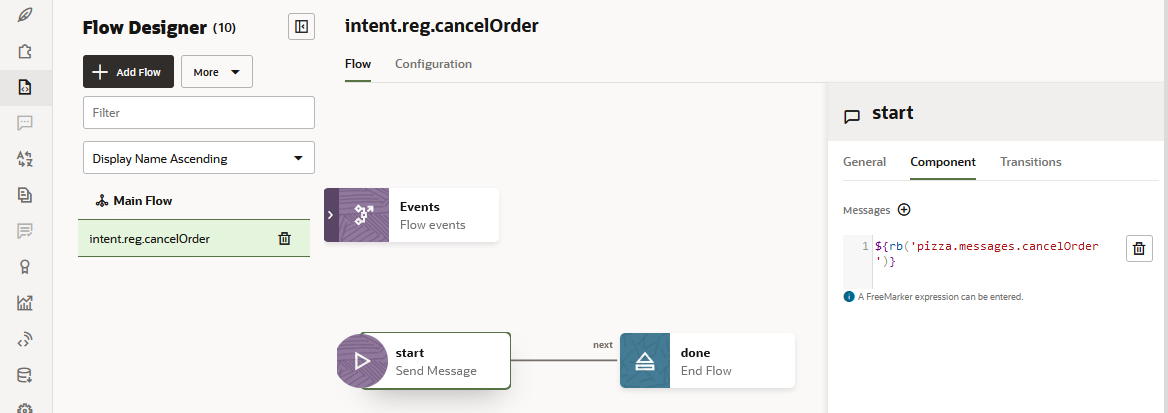 Flow Designer (10)
Add Flow
More
Filter
Display Name Ascending
Main Flow
intent.reg.cancelOrder
intent.reg.cancelOrder
Flow
Configuration
Events
Flow events
start
Send Message
next
done
End Flow
start
General
Component
Transitions
Messages
1 ${rb('pizza.messages.cancelOrder
')}
A FreeMarker expression can be entered.